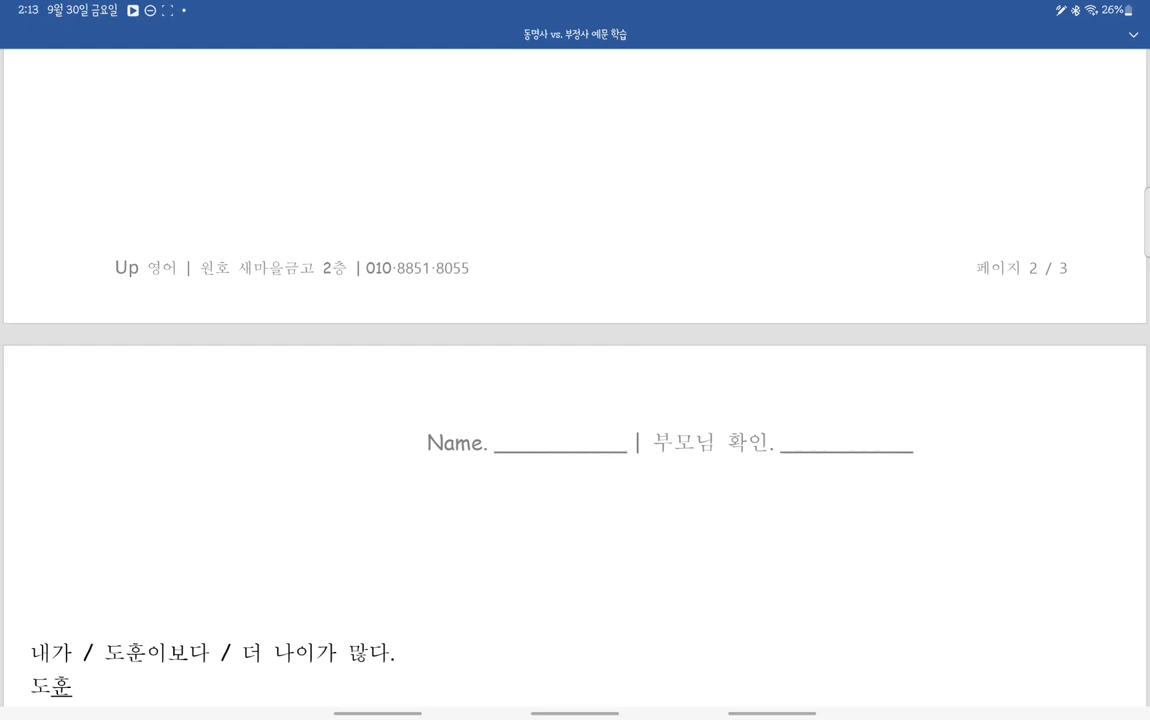 2:13 9월 30일 금요일 26%
동명사 vs. 부정사 예문 학습
Up 영어 | 원호 새마을금고 2층 | 010·8851·8055 페이지 2 / 3
Name. ____________ | 부모님 확인. ____________
내가 / 도훈이보다 / 더 나이가 많다.
도훈